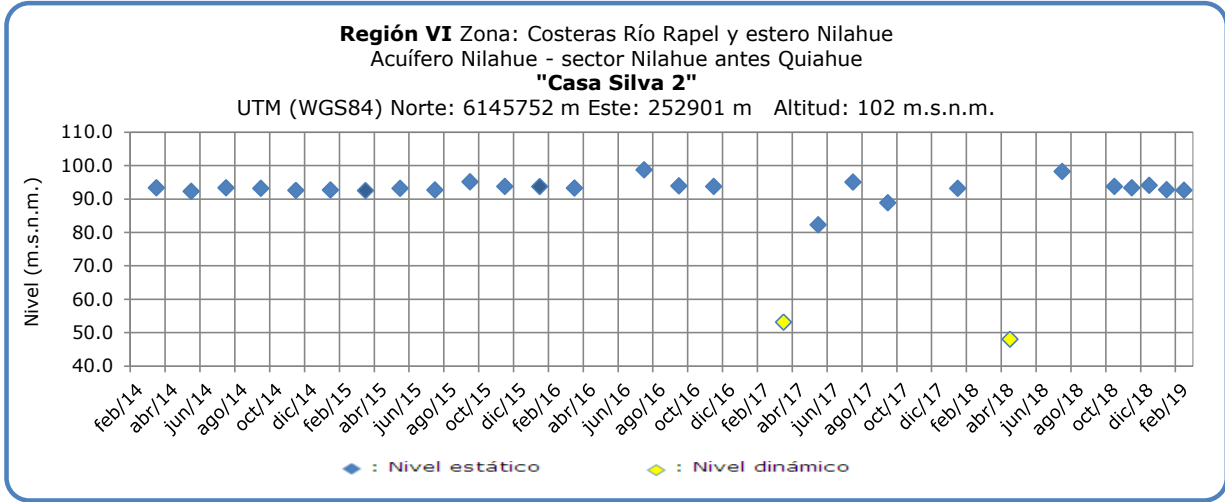 Región VI Zona: Costeras Río Rapel y estero Nilahue
Acuífero Nilahue - sector Nilahue antes Quiahue
"Casa Silva 2"
UTM (WGS84) Norte: 6145752 m Este: 252901 m Altitud: 102 m.s.n.m.
Nivel (m.s.n.m.)
110.0
100.0
90.0
80.0
70.0
60.0
50.0
40.0
feb/14 abr/14 jun/14 ago/14 oct/14 dic/14 feb/15 abr/15 jun/15 ago/15 oct/15 dic/15 feb/16 abr/16 jun/16 ago/16 oct/16 dic/16 feb/17 abr/17 jun/17 ago/17 oct/17 dic/17 feb/18 abr/18 jun/18 ago/18 oct/18 dic/18 feb/19
: Nivel estático : Nivel dinámico